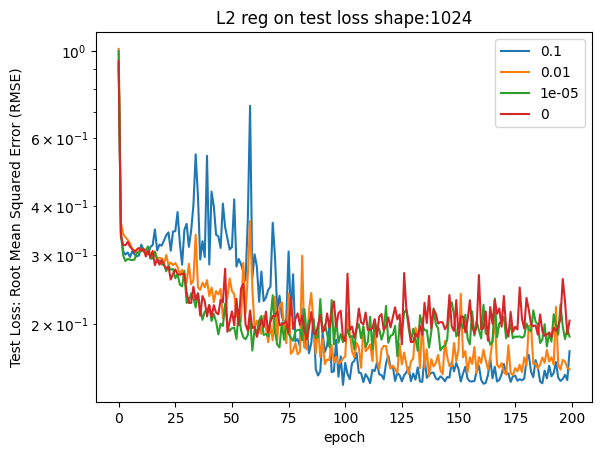 L2 reg on test loss shape:1024
Test Loss: Root Mean Squared Error (RMSE)
10⁰
6 × 10⁻¹
4 × 10⁻¹
3 × 10⁻¹
2 × 10⁻¹
0.1
0.01
1e-05
0
0 25 50 75 100 125 150 175 200
epoch